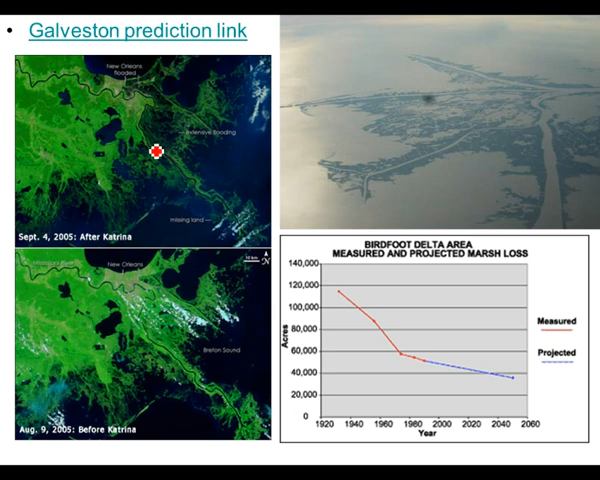 • Galveston prediction link
New Orleans
flooded
extensive flooding
missing land
Sept. 4, 2005: After Katrina
Mississippi River
New Orleans
10 km
N
Breton Sound
Aug. 9, 2005: Before Katrina
BIRDFOOT DELTA AREA
MEASURED AND PROJECTED MARSH LOSS
140,000
120,000
100,000
80,000
60,000
40,000
20,000
0
Acres
1920 1940 1960 1980 2000 2020 2040 2060
Year
Measured
Projected